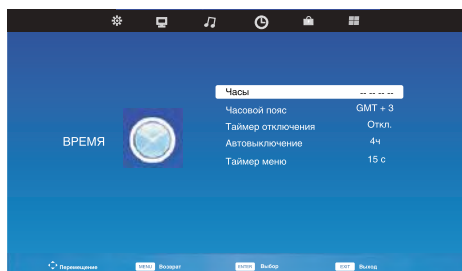 Часы -- -- -- --
Часовой пояс GMT + 3
Таймер отключения Откл.
ВРЕМЯ
Автовыключение 4ч
Таймер меню 15 с
Перемещение MENU Возврат ENTER Выбор EXIT Выход